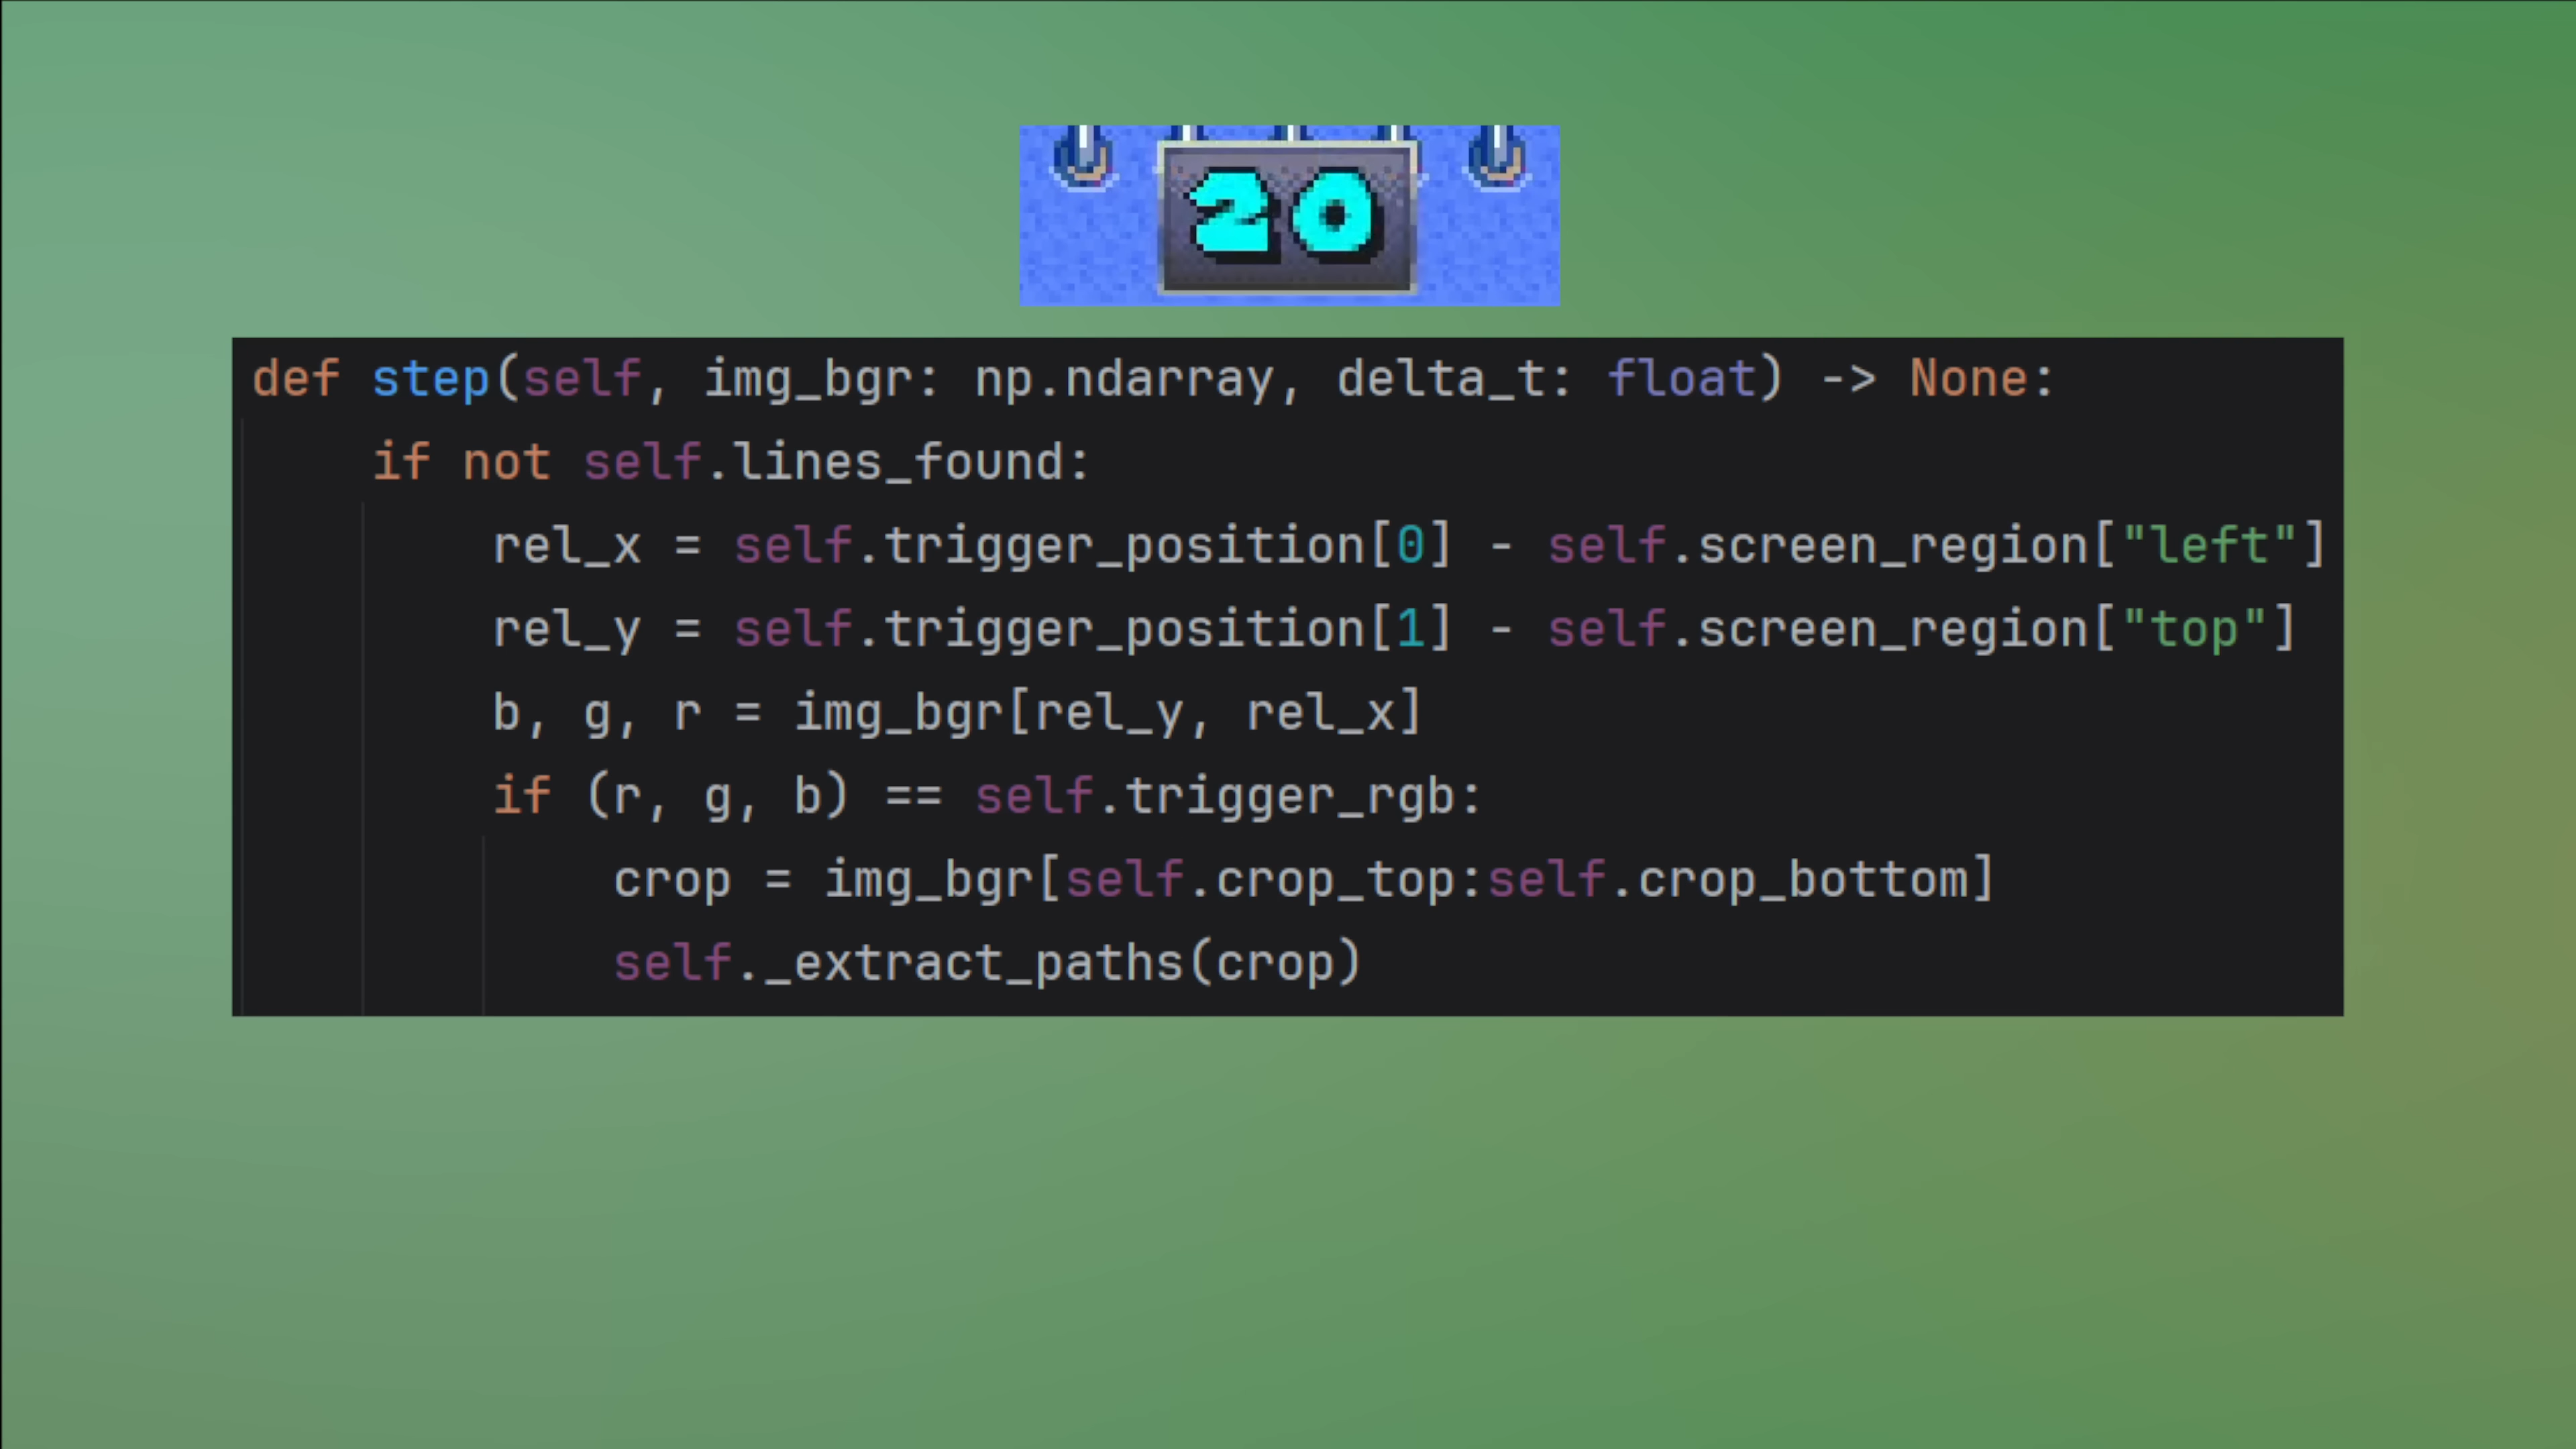 20
def step(self, img_bgr: np.ndarray, delta_t: float) -> None:
    if not self.lines_found:
        rel_x = self.trigger_position[0] - self.screen_region["left"]
        rel_y = self.trigger_position[1] - self.screen_region["top"]
        b, g, r = img_bgr[rel_y, rel_x]
        if (r, g, b) == self.trigger_rgb:
            crop = img_bgr[self.crop_top:self.crop_bottom]
            self._extract_paths(crop)